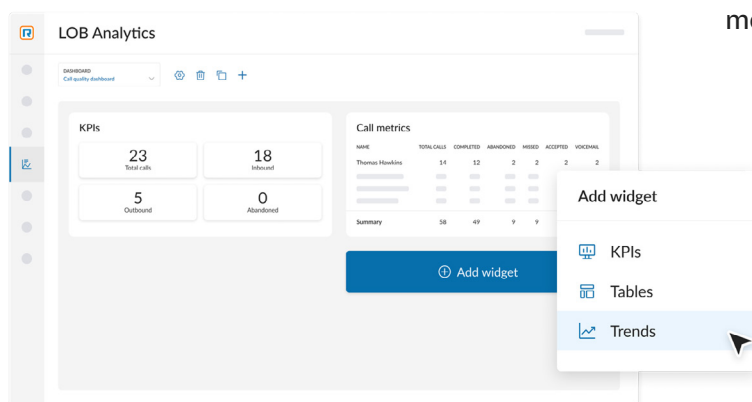 mo
LOB Analytics
DASHBOARD
Call quality dashboard
KPIs
23
Total calls
18
Inbound
5
Outbound
0
Abandoned
Call metrics
NAME TOTAL CALLS COMPLETED ABANDONED MISSED ACCEPTED VOICEMAIL
Thomas Hawkins 14 12 2 2 2 2
Summary 58 49 9 9
Add widget
Add widget
KPIs
Tables
Trends